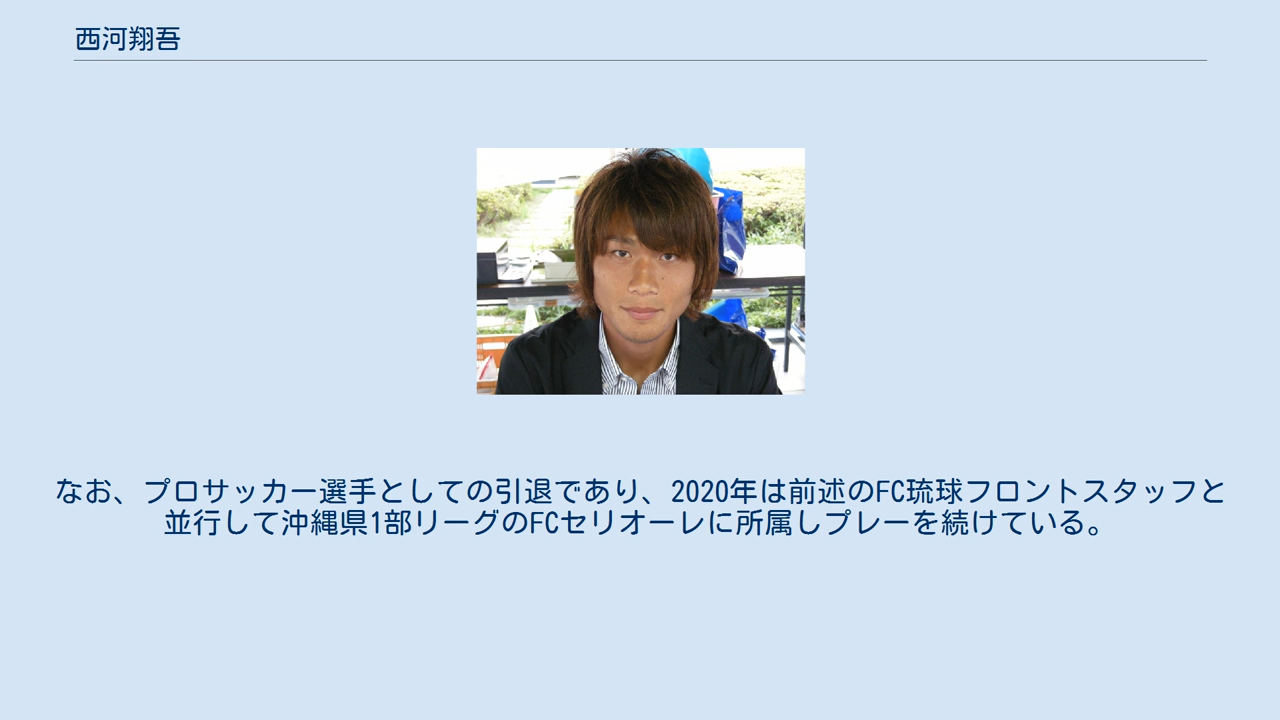 西河翔吾
なお、プロサッカー選手としての引退であり、2020年は前述のFC琉球フロントスタッフと
並行して沖縄県1部リーグのFCセリオーレに所属しプレーを続けている。